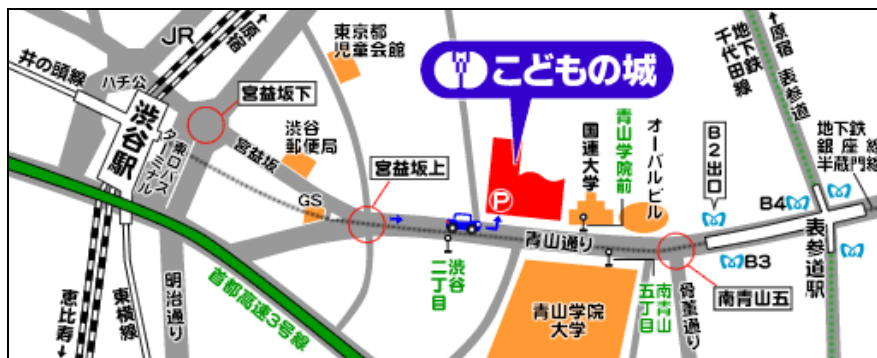 JR
←原宿
東京都
児童会館
こどもの城
地下鉄
千代田線
←原宿
表参道
井の頭線
ハチ公
宮益坂下
渋谷駅
東口バス
ターミナル
渋谷
郵便局
宮益坂
宮益坂上
GS
P
国連大学
青山学院前
オーバルビル
B2出口
地下鉄
銀座線
半蔵門線
B4
青山通り
渋谷
二丁目
B3
表参道駅
南青山五
南青山
五丁目
骨董通り
青山学院
大学
首都高速3号線
明治通り
東横線
恵比寿→